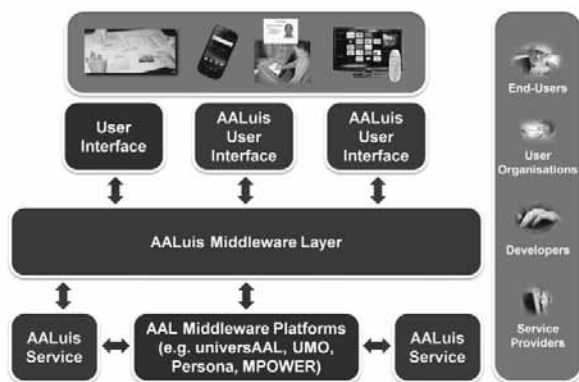 User
Interface
AALuis
User
Interface
AALuis
User
Interface
AALuis Middleware Layer
AALuis
Service
AAL Middleware Platforms
(e.g. universAAL, UMO,
Persona, MPOWER)
AALuis
Service
End-Users
User
Organisations
Developers
Service
Providers